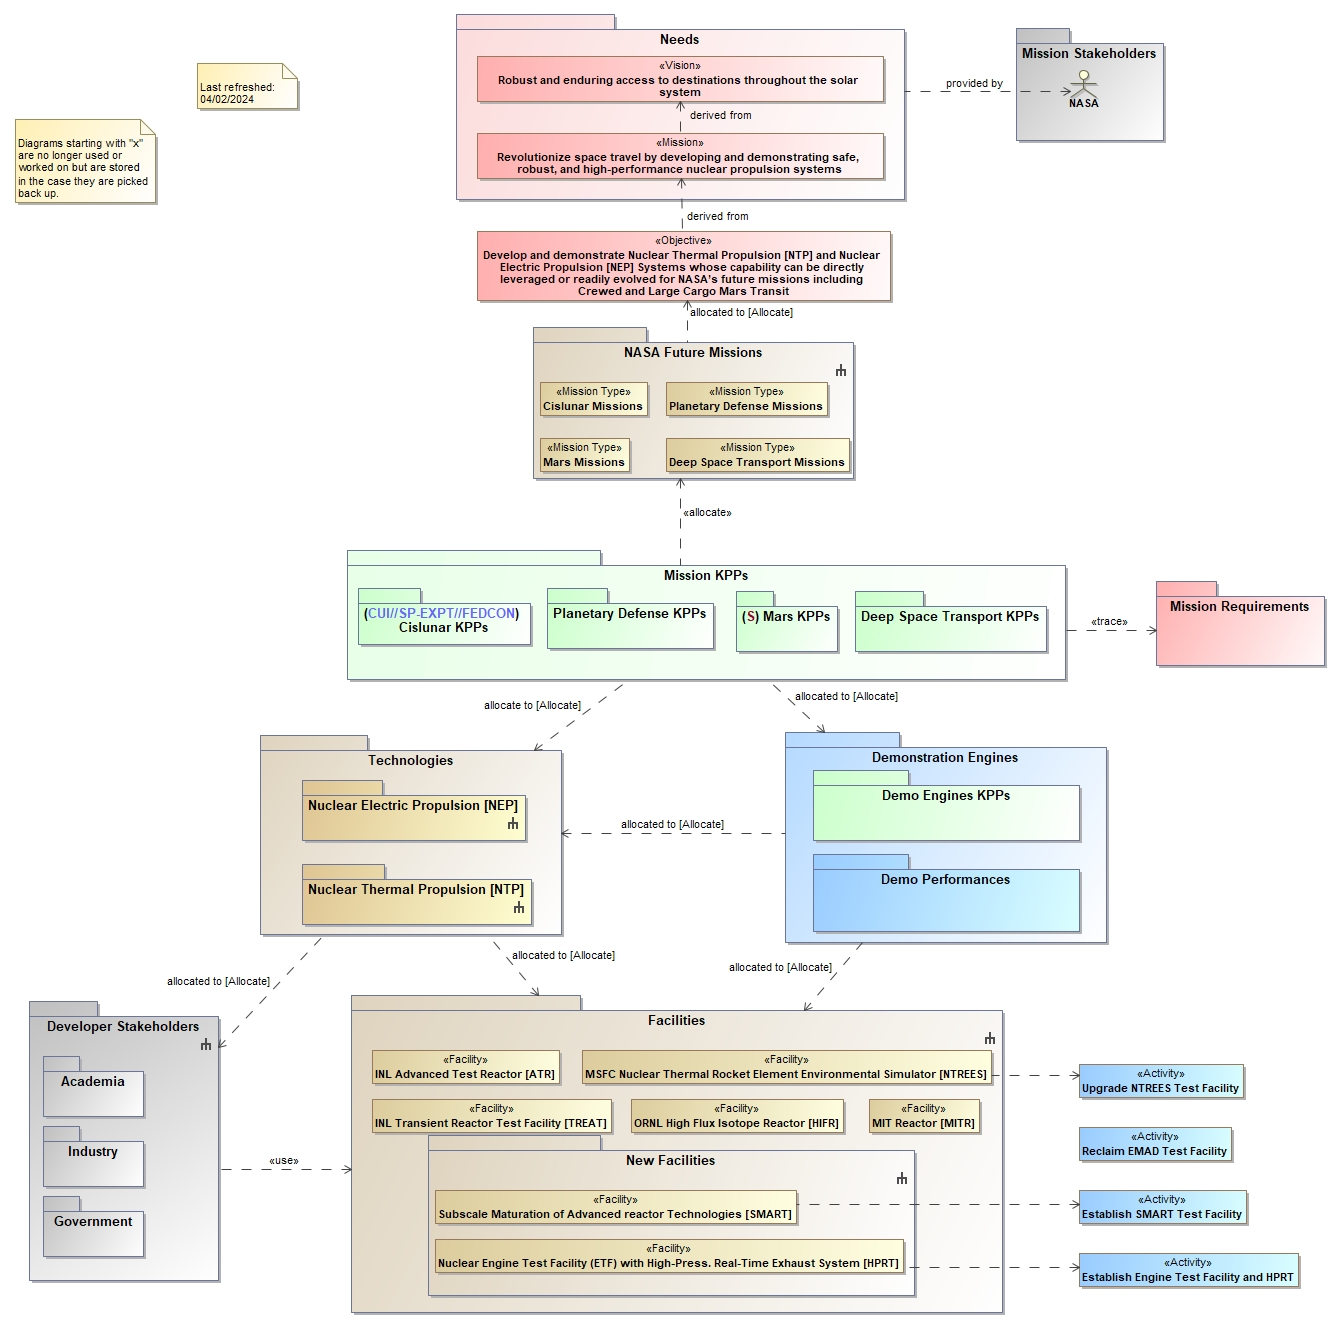 Needs
Mission Stakeholders
«Vision»
Robust and enduring access to destinations throughout the solar
system
provided by
NASA
Last refreshed:
04/02/2024
derived from
Diagrams starting with "x"
are no longer used or
worked on but are stored
in the case they are picked
back up.
«Mission»
Revolutionize space travel by developing and demonstrating safe,
robust, and high-performance nuclear propulsion systems
derived from
«Objective»
Develop and demonstrate Nuclear Thermal Propulsion [NTP] and Nuclear
Electric Propulsion [NEP] Systems whose capability can be directly
leveraged or readily evolved for NASA's future missions including
Crewed and Large Cargo Mars Transit
allocated to [Allocate]
NASA Future Missions
«Mission Type»
Cislunar Missions
«Mission Type»
Planetary Defense Missions
«Mission Type»
Mars Missions
«Mission Type»
Deep Space Transport Missions
«allocate»
Mission KPPs
(CUI//SP-EXPT//FEDCON)
Cislunar KPPs
Planetary Defense KPPs
(S) Mars KPPs
Deep Space Transport KPPs
«trace»
Mission Requirements
allocate to [Allocate]
allocated to [Allocate]
Technologies
Nuclear Electric Propulsion [NEP]
Nuclear Thermal Propulsion [NTP]
allocated to [Allocate]
Demonstration Engines
Demo Engines KPPs
Demo Performances
allocated to [Allocate]
allocated to [Allocate]
allocated to [Allocate]
Developer Stakeholders
Academia
Industry
Government
«use»
Facilities
«Facility»
INL Advanced Test Reactor [ATR]
«Facility»
MSFC Nuclear Thermal Rocket Element Environmental Simulator [NTREES]
«Facility»
INL Transient Reactor Test Facility [TREAT]
«Facility»
ORNL High Flux Isotope Reactor [HIFR]
«Facility»
MIT Reactor [MITR]
New Facilities
«Facility»
Subscale Maturation of Advanced reactor Technologies [SMART]
«Facility»
Nuclear Engine Test Facility (ETF) with High-Press. Real-Time Exhaust System [HPRT]
«Activity»
Upgrade NTREES Test Facility
«Activity»
Reclaim EMAD Test Facility
«Activity»
Establish SMART Test Facility
«Activity»
Establish Engine Test Facility and HPRT